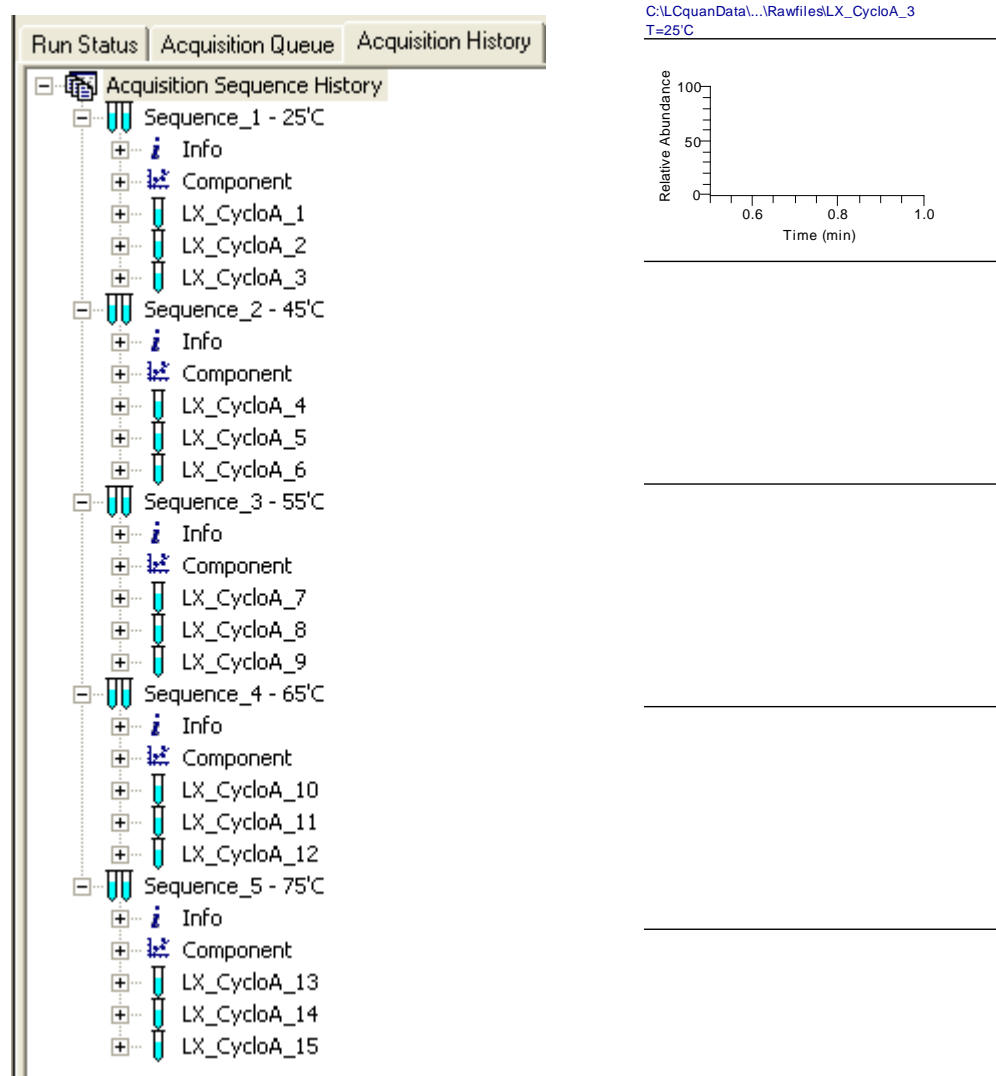 Run Status Acquisition Queue Acquisition History
Acquisition Sequence History
Sequence_1 - 25'C
Info
Component
LX_CycloA_1
LX_CycloA_2
LX_CycloA_3
Sequence_2 - 45'C
Info
Component
LX_CycloA_4
LX_CycloA_5
LX_CycloA_6
Sequence_3 - 55'C
Info
Component
LX_CycloA_7
LX_CycloA_8
LX_CycloA_9
Sequence_4 - 65'C
Info
Component
LX_CycloA_10
LX_CycloA_11
LX_CycloA_12
Sequence_5 - 75'C
Info
Component
LX_CycloA_13
LX_CycloA_14
LX_CycloA_15
C:\LCquanData\...\Rawfiles\LX_CycloA_3
T=25'C
Relative Abundance
100
50
0
0.6 0.8 1.0
Time (min)